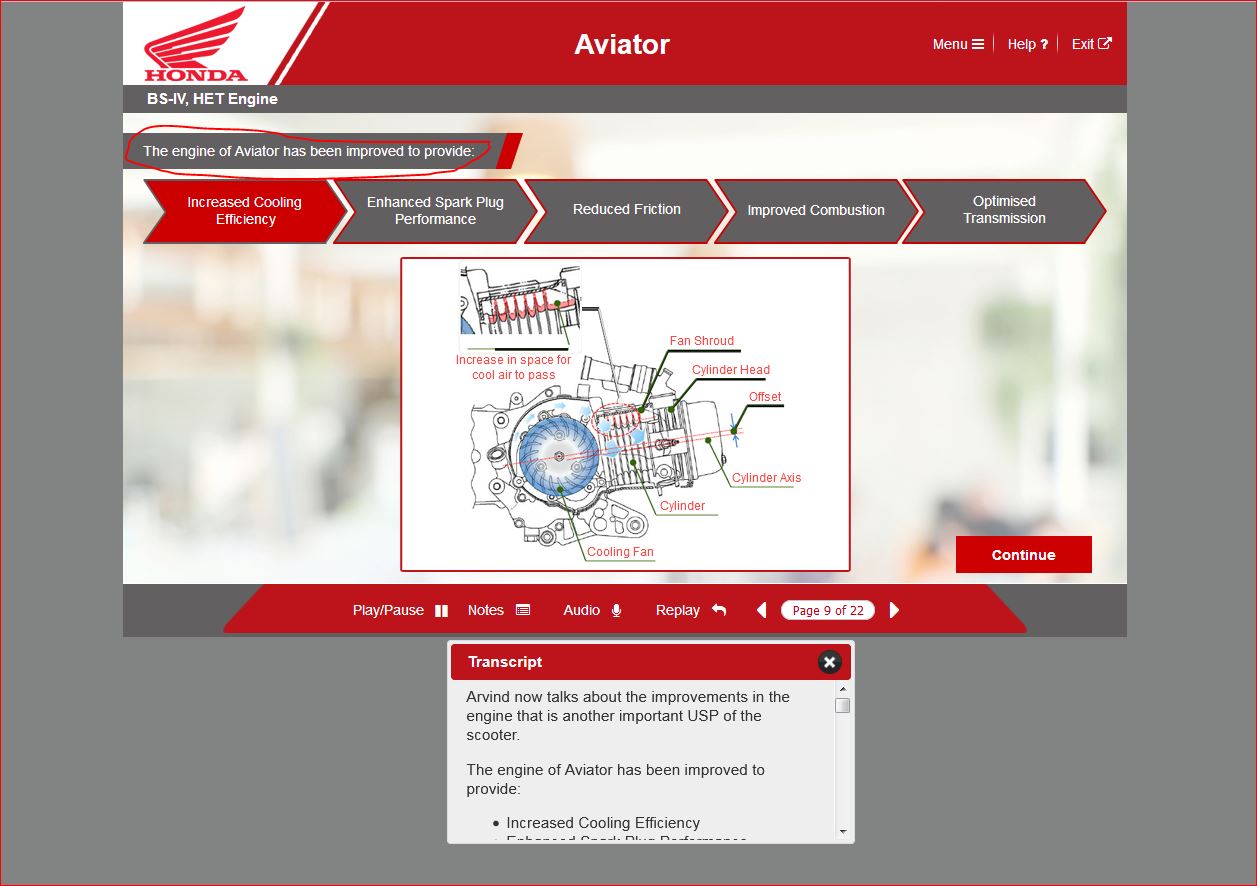 HONDA
Aviator
Menu
Help ?
Exit
BS-IV, HET Engine
The engine of Aviator has been improved to provide:
Increased Cooling
Efficiency
Enhanced Spark Plug
Performance
Reduced Friction
Improved Combustion
Optimised
Transmission
Increase in space for
cool air to pass
Fan Shroud
Cylinder Head
Offset
Cylinder Axis
Cylinder
Cooling Fan
Continue
Play/Pause
Notes
Audio
Replay
Page 9 of 22
Transcript
Arvind now talks about the improvements in the
engine that is another important USP of the
scooter.
The engine of Aviator has been improved to
provide:
• Increased Cooling Efficiency
• Enhanced Spark Plug Performance